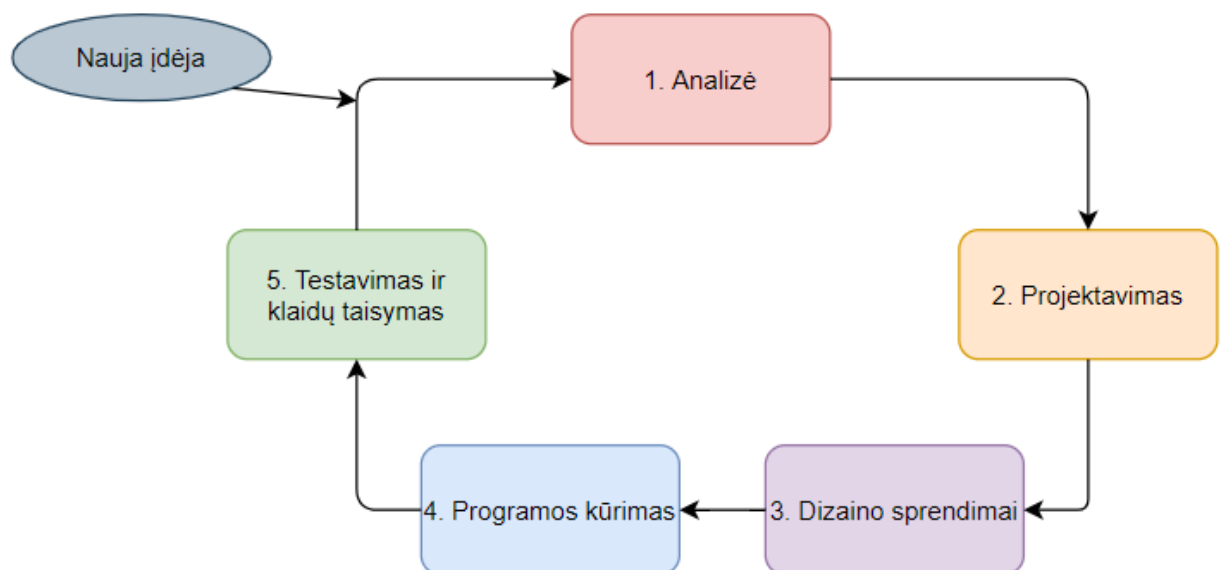 Nauja įdėja
1. Analizė
2. Projektavimas
3. Dizaino sprendimai
4. Programos kūrimas
5. Testavimas ir
klaidų taisymas